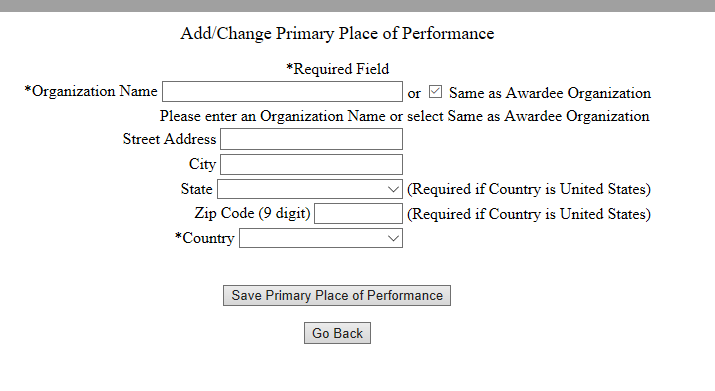 Add/Change Primary Place of Performance
*Required Field
*Organization Name or Same as Awardee Organization
Please enter an Organization Name or select Same as Awardee Organization
Street Address
City
State (Required if Country is United States)
Zip Code (9 digit) (Required if Country is United States)
*Country
Save Primary Place of Performance
Go Back